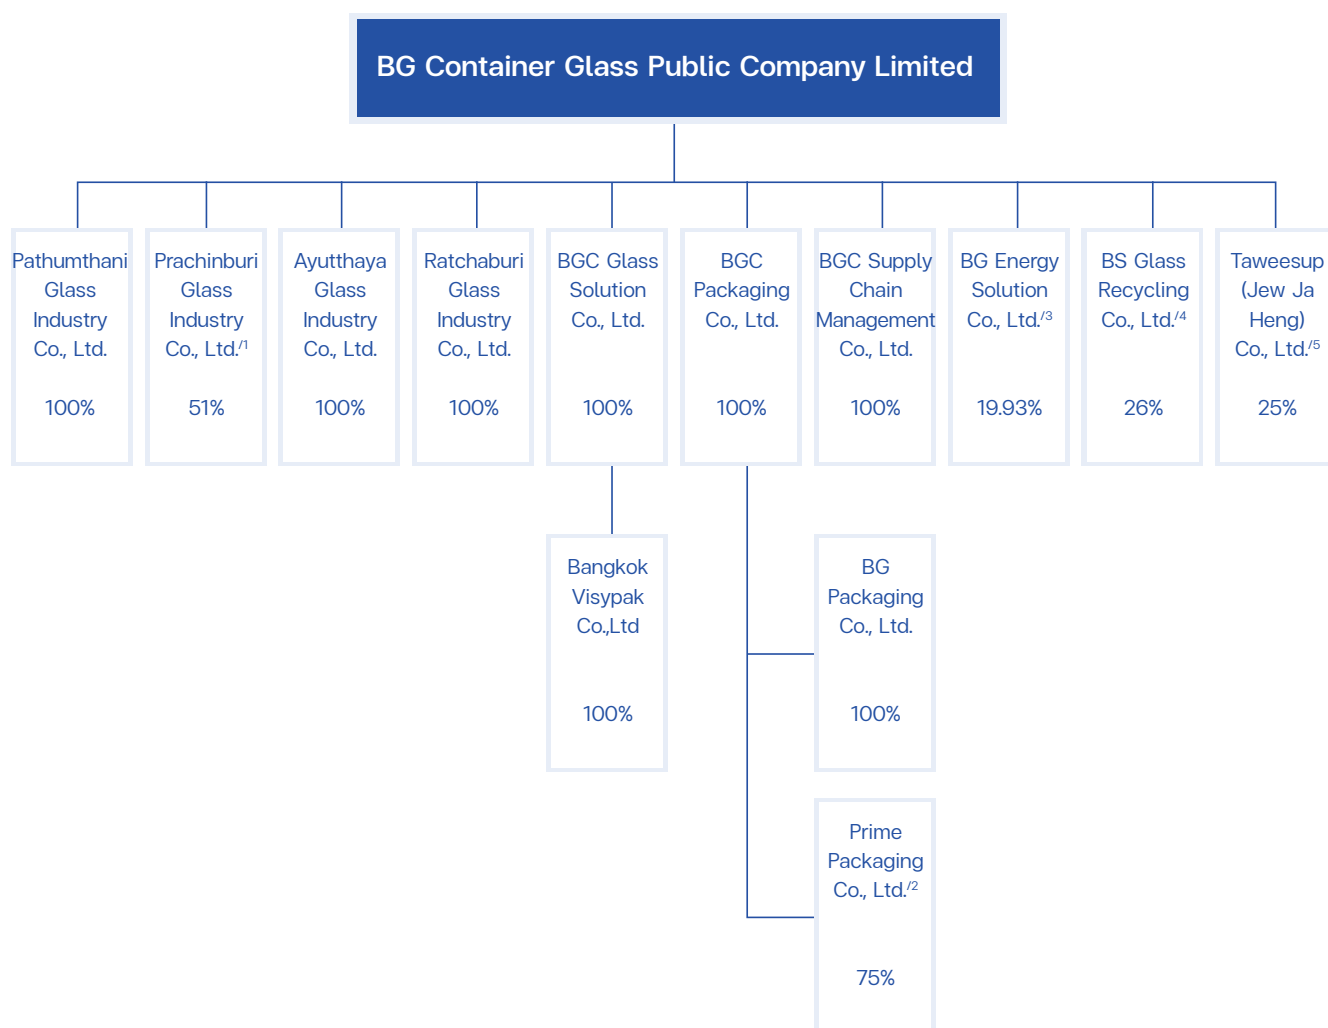 BG Container Glass Public Company Limited
Pathumthani
Glass
Industry
Co., Ltd.
100%
Prachinburi
Glass
Industry
Co., Ltd./1
51%
Ayutthaya
Glass
Industry
Co., Ltd.
100%
Ratchaburi
Glass
Industry
Co., Ltd.
100%
BGC Glass
Solution
Co., Ltd.
100%
BGC
Packaging
Co., Ltd.
100%
BGC Supply
Chain
Management
Co., Ltd.
100%
BG Energy
Solution
Co., Ltd./3
19.93%
BS Glass
Recycling
Co., Ltd./4
26%
Taweesup
(Jew Ja
Heng)
Co., Ltd./5
25%
Bangkok
Visypak
Co.,Ltd
100%
BG
Packaging
Co., Ltd.
100%
Prime
Packaging
Co., Ltd./2
75%